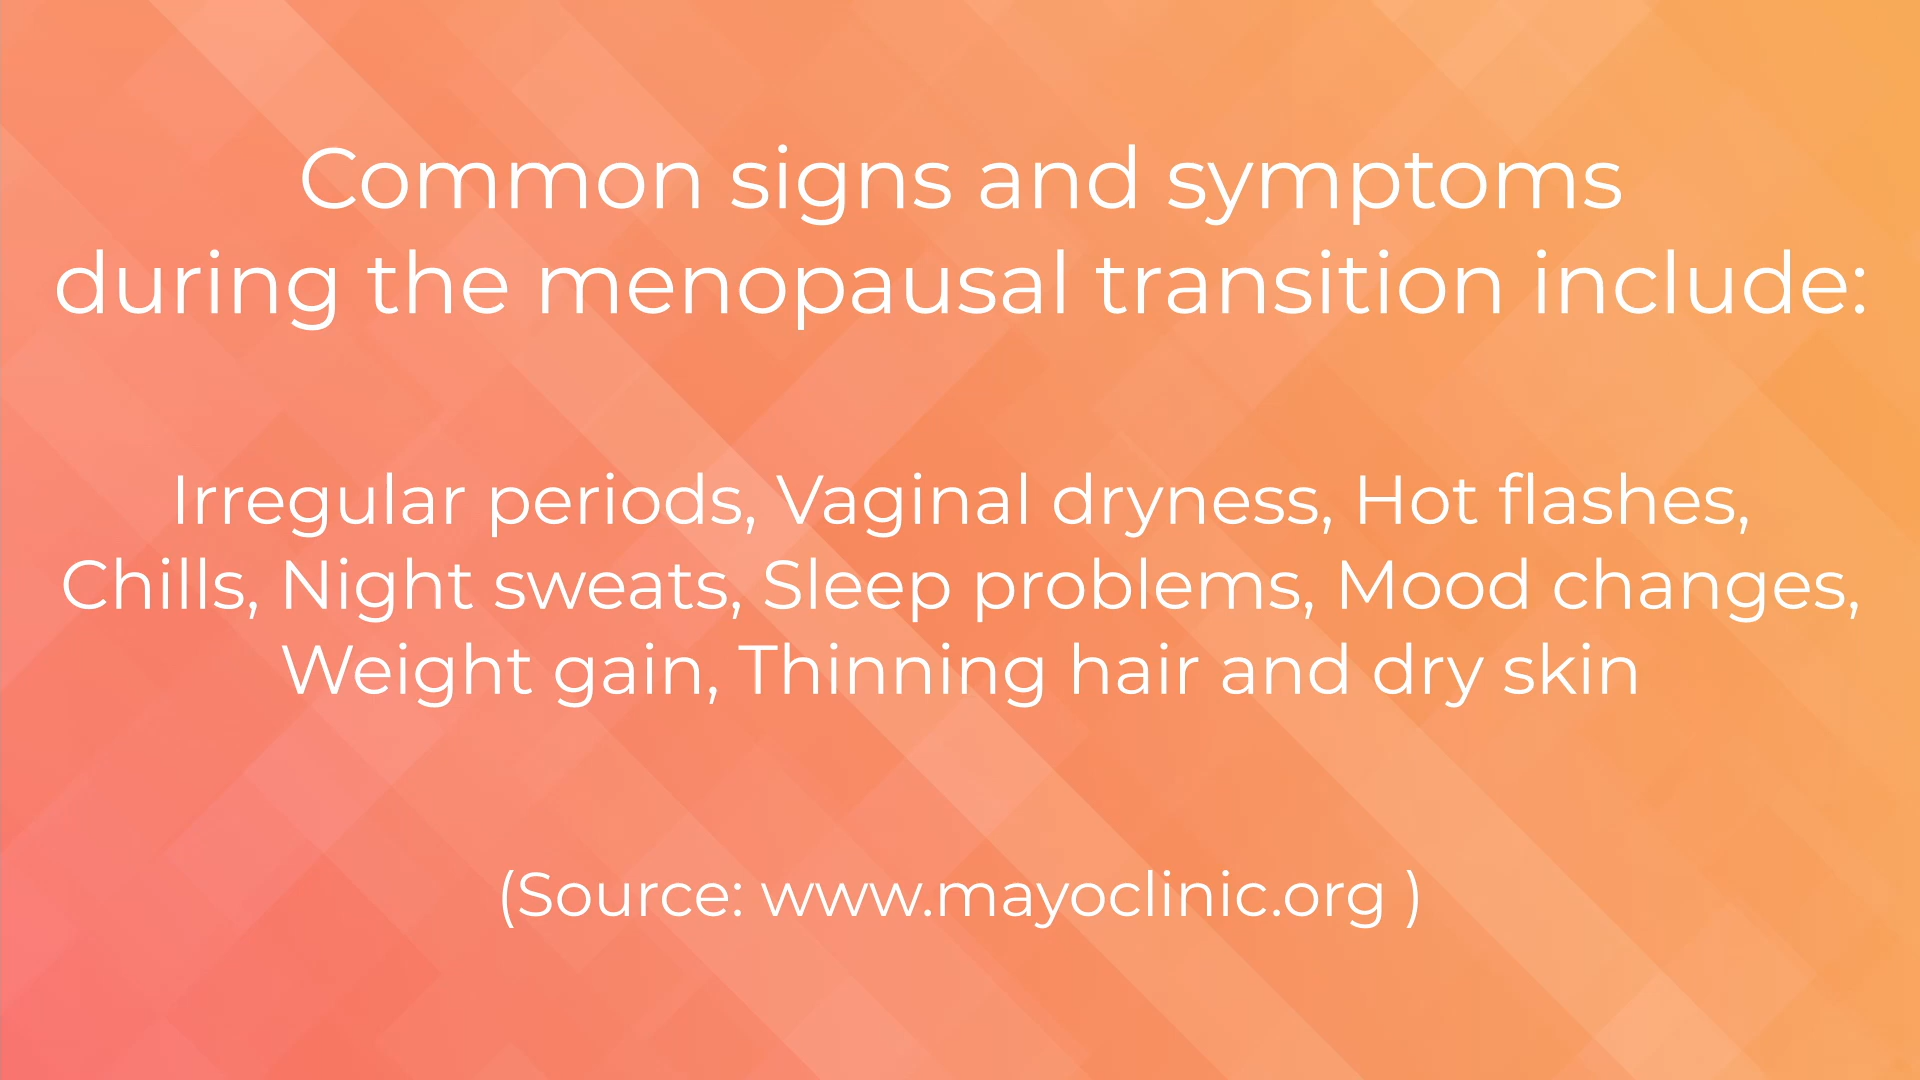 Common signs and symptoms
during the menopausal transition include:
Irregular periods, Vaginal dryness, Hot flashes,
Chills, Night sweats, Sleep problems, Mood changes,
Weight gain, Thinning hair and dry skin
(Source: www.mayoclinic.org )